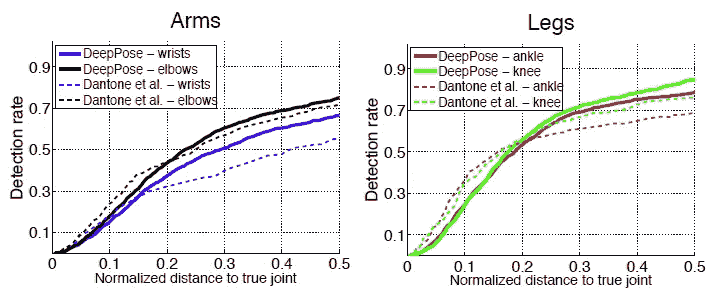 Arms
DeepPose – wrists
DeepPose – elbows
Dantone et al. – wrists
Dantone et al. – elbows
Detection rate
0.9
0.7
0.5
0.3
0.1
0 0.1 0.2 0.3 0.4 0.5
Normalized distance to true joint
Legs
DeepPose – ankle
DeepPose – knee
Dantone et al. – ankle
Dantone et al. – knee
Detection rate
0.9
0.7
0.5
0.3
0.1
0 0.1 0.2 0.3 0.4 0.5
Normalized distance to true joint